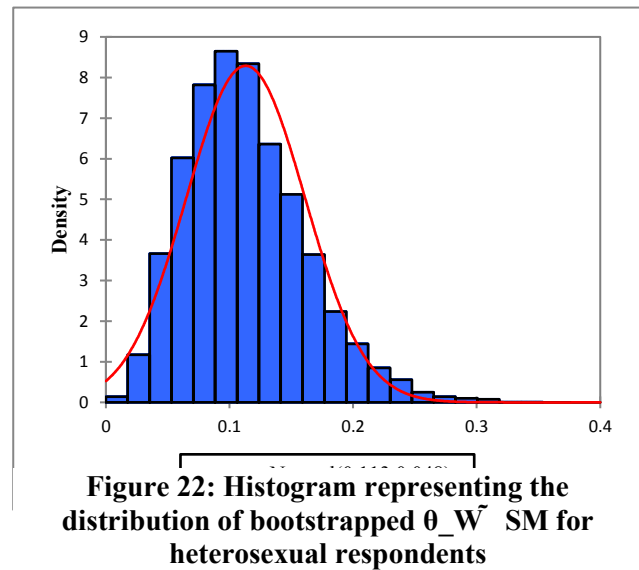 9
8
7
6
5
4
3
2
1
0
Density
0 0.1 0.2 0.3 0.4
Figure 22: Histogram representing the
distribution of bootstrapped θ_W̃ SM for
heterosexual respondents